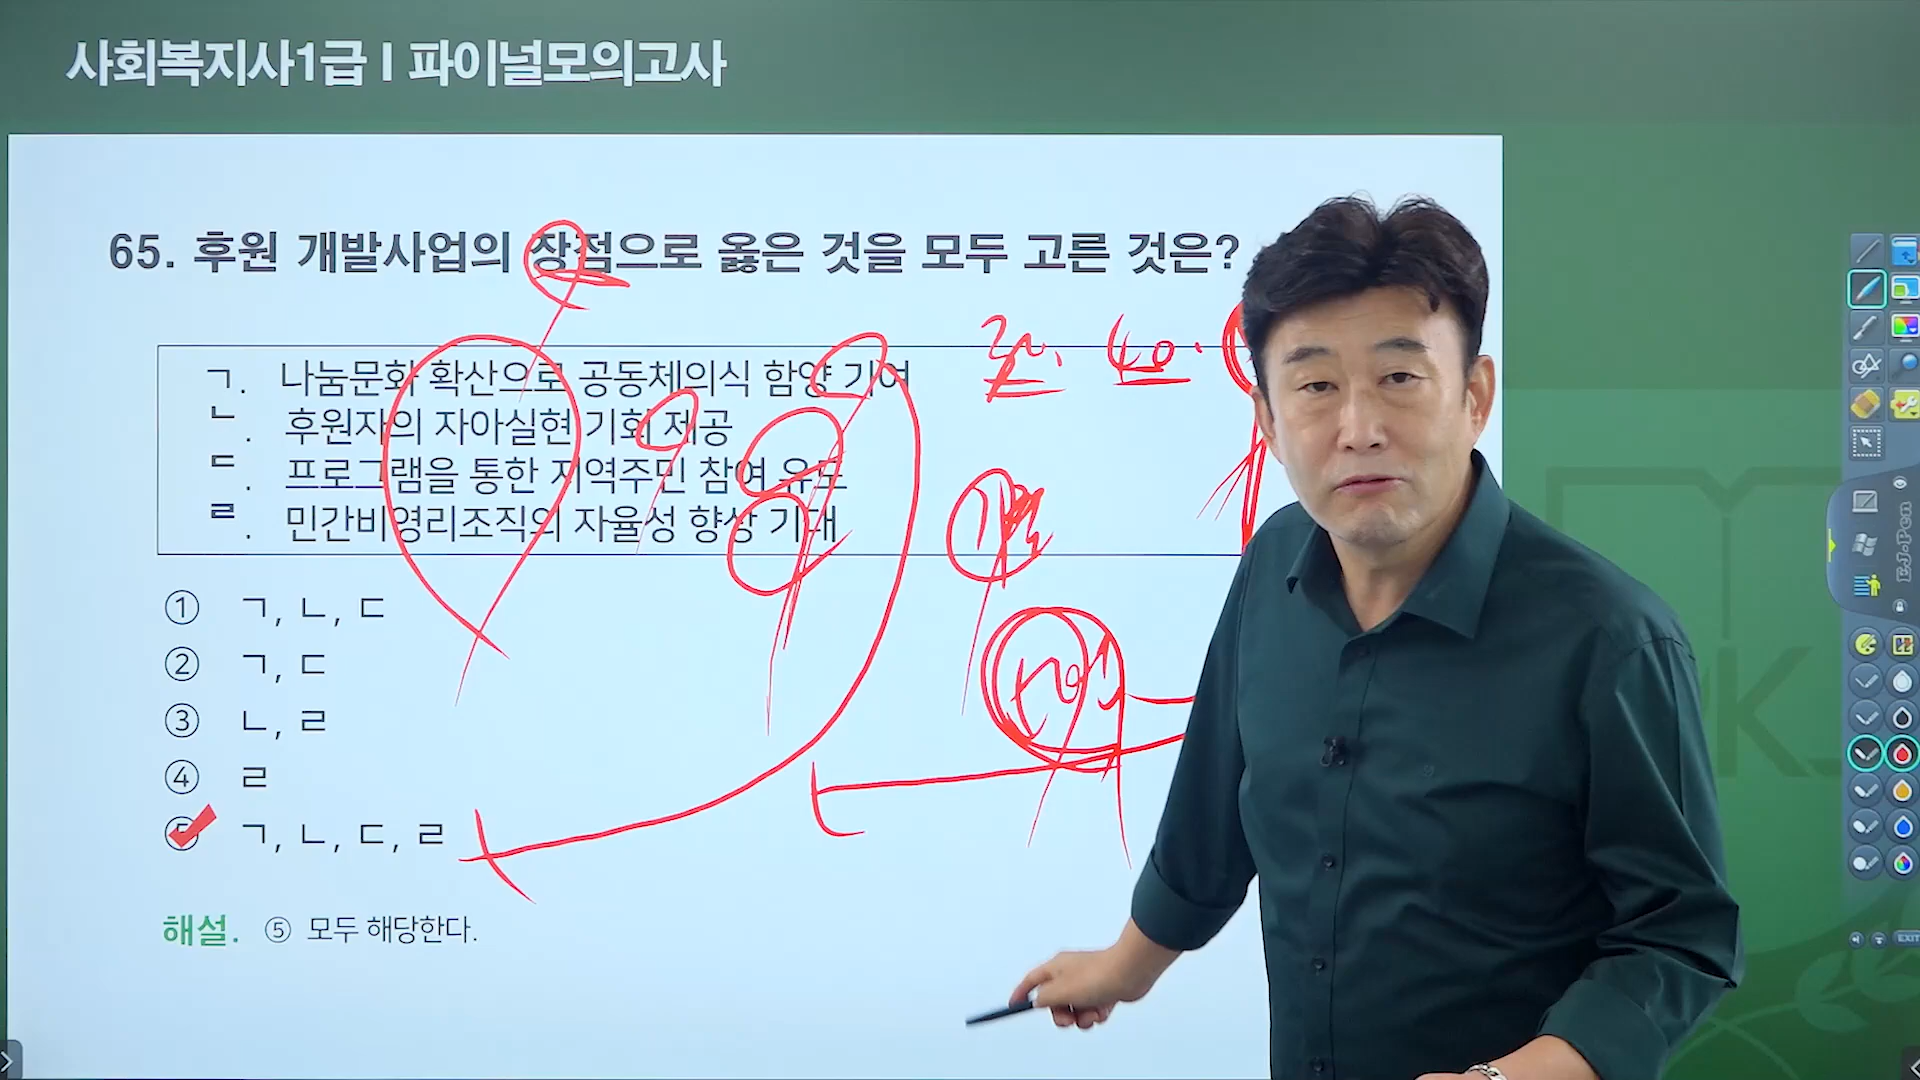 사회복지사1급 | 파이널모의고사
65. 후원 개발사업의 장점으로 옳은 것을 모두 고른 것은?
ㄱ. 나눔문화 확산으로 공동체의식 함양 기여
ㄴ. 후원자의 자아실현 기회 제공
ㄷ. 프로그램을 통한 지역주민 참여 유도
ㄹ. 민간비영리조직의 자율성 향상 기대
① ㄱ, ㄴ, ㄷ
② ㄱ, ㄷ
③ ㄴ, ㄹ
④ ㄹ
⑤ ㄱ, ㄴ, ㄷ, ㄹ
해설. ⑤ 모두 해당한다.
EJ-Pen
EXIT